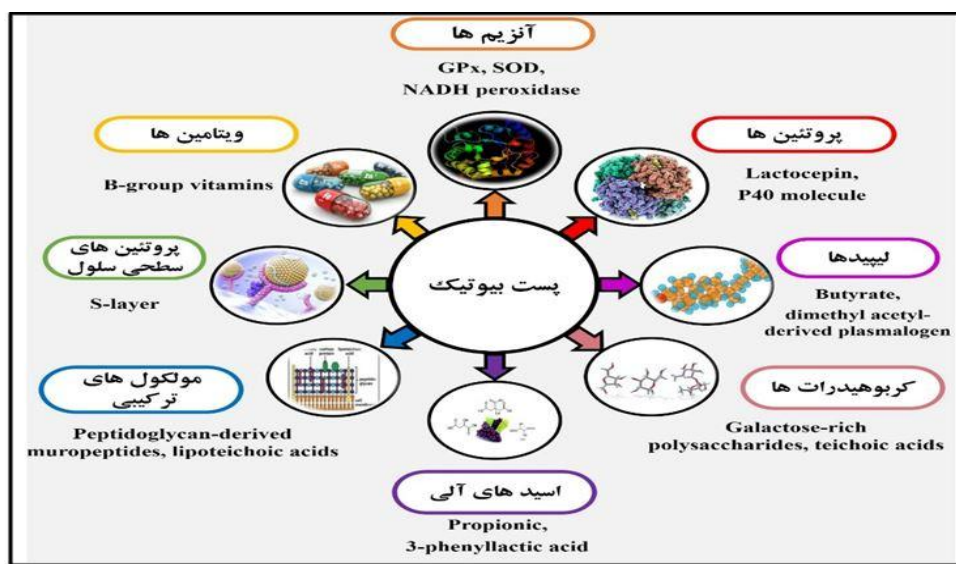 آنزیم ها
GPx, SOD,
NADH peroxidase
ویتامین ها
B-group vitamins
پروتئین ها
Lactocepin,
P40 molecule
پروتئین های
سطحی سلول
S-layer
پست بیوتیک
لیپیدها
Butyrate,
dimethyl acetyl-
derived plasmalogen
مولکول های
ترکیبی
Peptidoglycan-derived
muropeptides, lipoteichoic acids
کربوهیدرات ها
Galactose-rich
polysaccharides, teichoic acids
اسید های آلی
Propionic,
3-phenyllactic acid